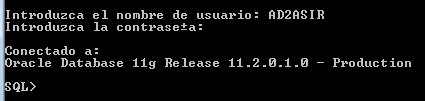 Introduzca el nombre de usuario: AD2ASIR
Introduzca la contrase±a:
Conectado a:
Oracle Database 11g Release 11.2.0.1.0 - Production
SQL>